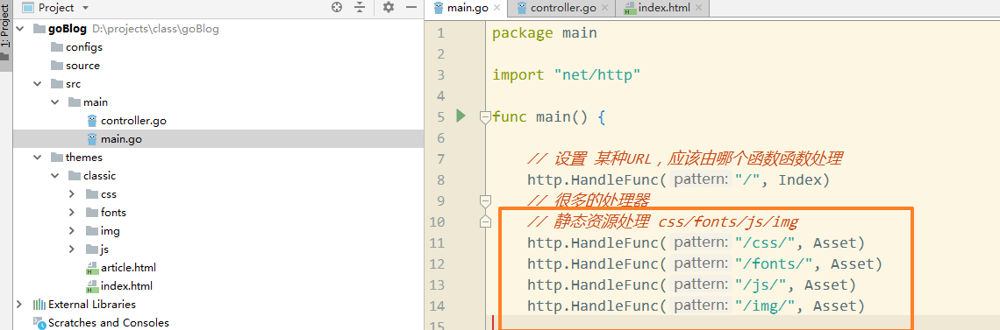 1: Project
Project
goBlog D:\projects\class\goBlog
configs
source
src
main
controller.go
main.go
themes
classic
css
fonts
img
js
article.html
index.html
External Libraries
Scratches and Consoles
main.go
controller.go
index.html
1 package main
2
3 import "net/http"
4
5 func main() {
6
7 // 设置 某种URL，应该由哪个函数函数处理
8 http.HandleFunc( pattern: "/", Index)
9 // 很多的处理器
10 // 静态资源处理 css/fonts/js/img
11 http.HandleFunc( pattern: "/css/", Asset)
12 http.HandleFunc( pattern: "/fonts/", Asset)
13 http.HandleFunc( pattern: "/js/", Asset)
14 http.HandleFunc( pattern: "/img/", Asset)
15